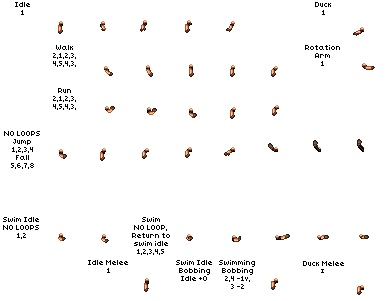 Idle
1
Duck
1
Walk
2,1,2,3,
4,5,4,3,
Rotation
Arm
1
Run
2,1,2,3,
4,5,4,3,
NO LOOPS
Jump
1,2,3,4
Fall
5,6,7,8
Swim Idle
NO LOOPS
1,2
Swim
NO LOOP,
Return to
swim idle
1,2,3,4,5
Swim Idle
Bobbing
Idle +0
Swimming
Bobbing
2,4 -1v,
3 -2
Idle Melee
1
Duck Melee
1